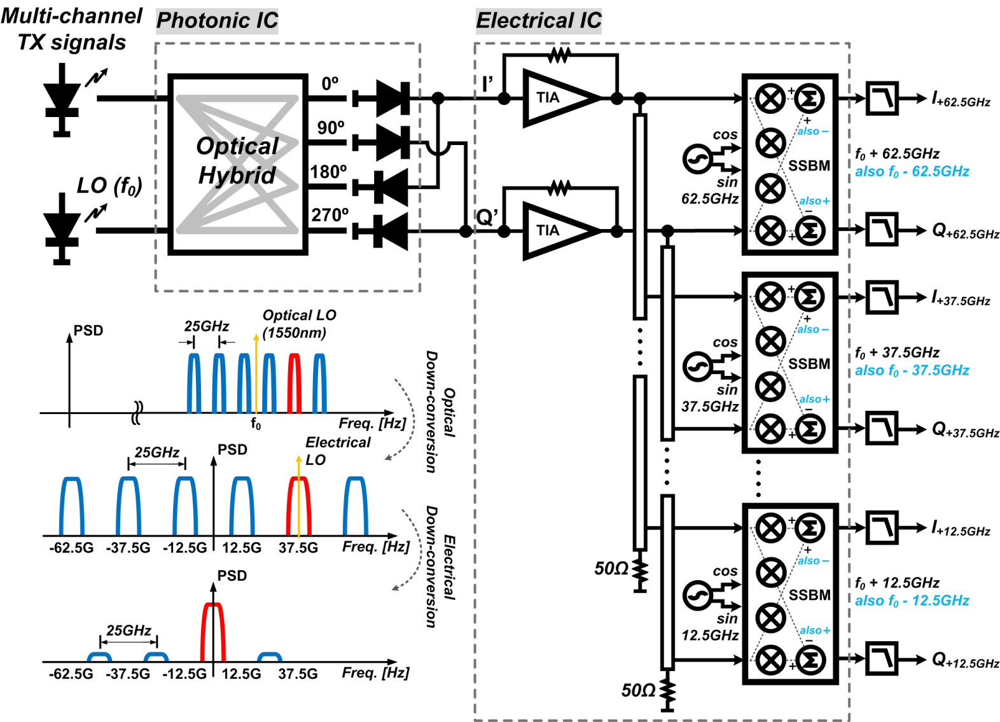 Multi-channel
TX signals
Photonic IC
Electrical IC
LO (f0)
Optical
Hybrid
0º
90º
180º
270º
I’
Q’
TIA
TIA
cos
sin
62.5GHz
+
Σ
+
also −
SSBM
also +
−
+
Σ
I+62.5GHz
f0 + 62.5GHz
also f0 - 62.5GHz
Q+62.5GHz
cos
sin
37.5GHz
+
Σ
+
also −
SSBM
also +
−
+
Σ
I+37.5GHz
f0 + 37.5GHz
also f0 - 37.5GHz
Q+37.5GHz
cos
sin
12.5GHz
+
Σ
+
also −
SSBM
also +
−
+
Σ
I+12.5GHz
f0 + 12.5GHz
also f0 - 12.5GHz
Q+12.5GHz
50Ω
50Ω
PSD
25GHz
Optical LO
(1550nm)
f0
Freq. [Hz]
Optical
Down-conversion
PSD
25GHz
Electrical
LO
-62.5G -37.5G -12.5G 12.5G 37.5G Freq. [Hz]
Electrical
Down-conversion
PSD
25GHz
-62.5G -37.5G -12.5G 12.5G 37.5G Freq. [Hz]